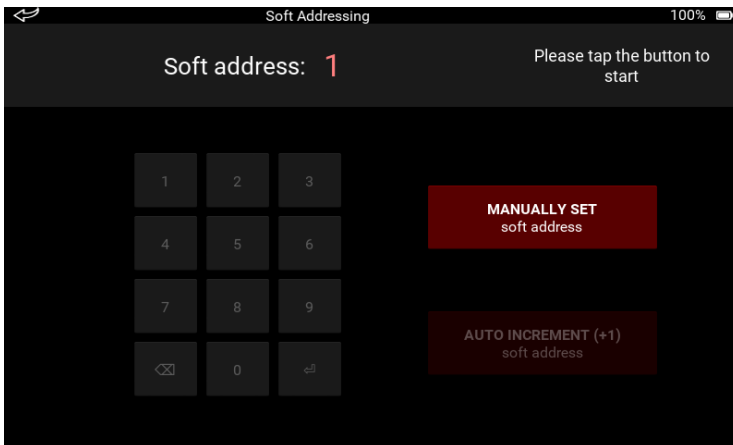 Soft Addressing
100%
Soft address: 1
Please tap the button to
start
1 2 3
4 5 6
7 8 9
⌫ 0 ⏎
MANUALLY SET
soft address
AUTO INCREMENT (+1)
soft address